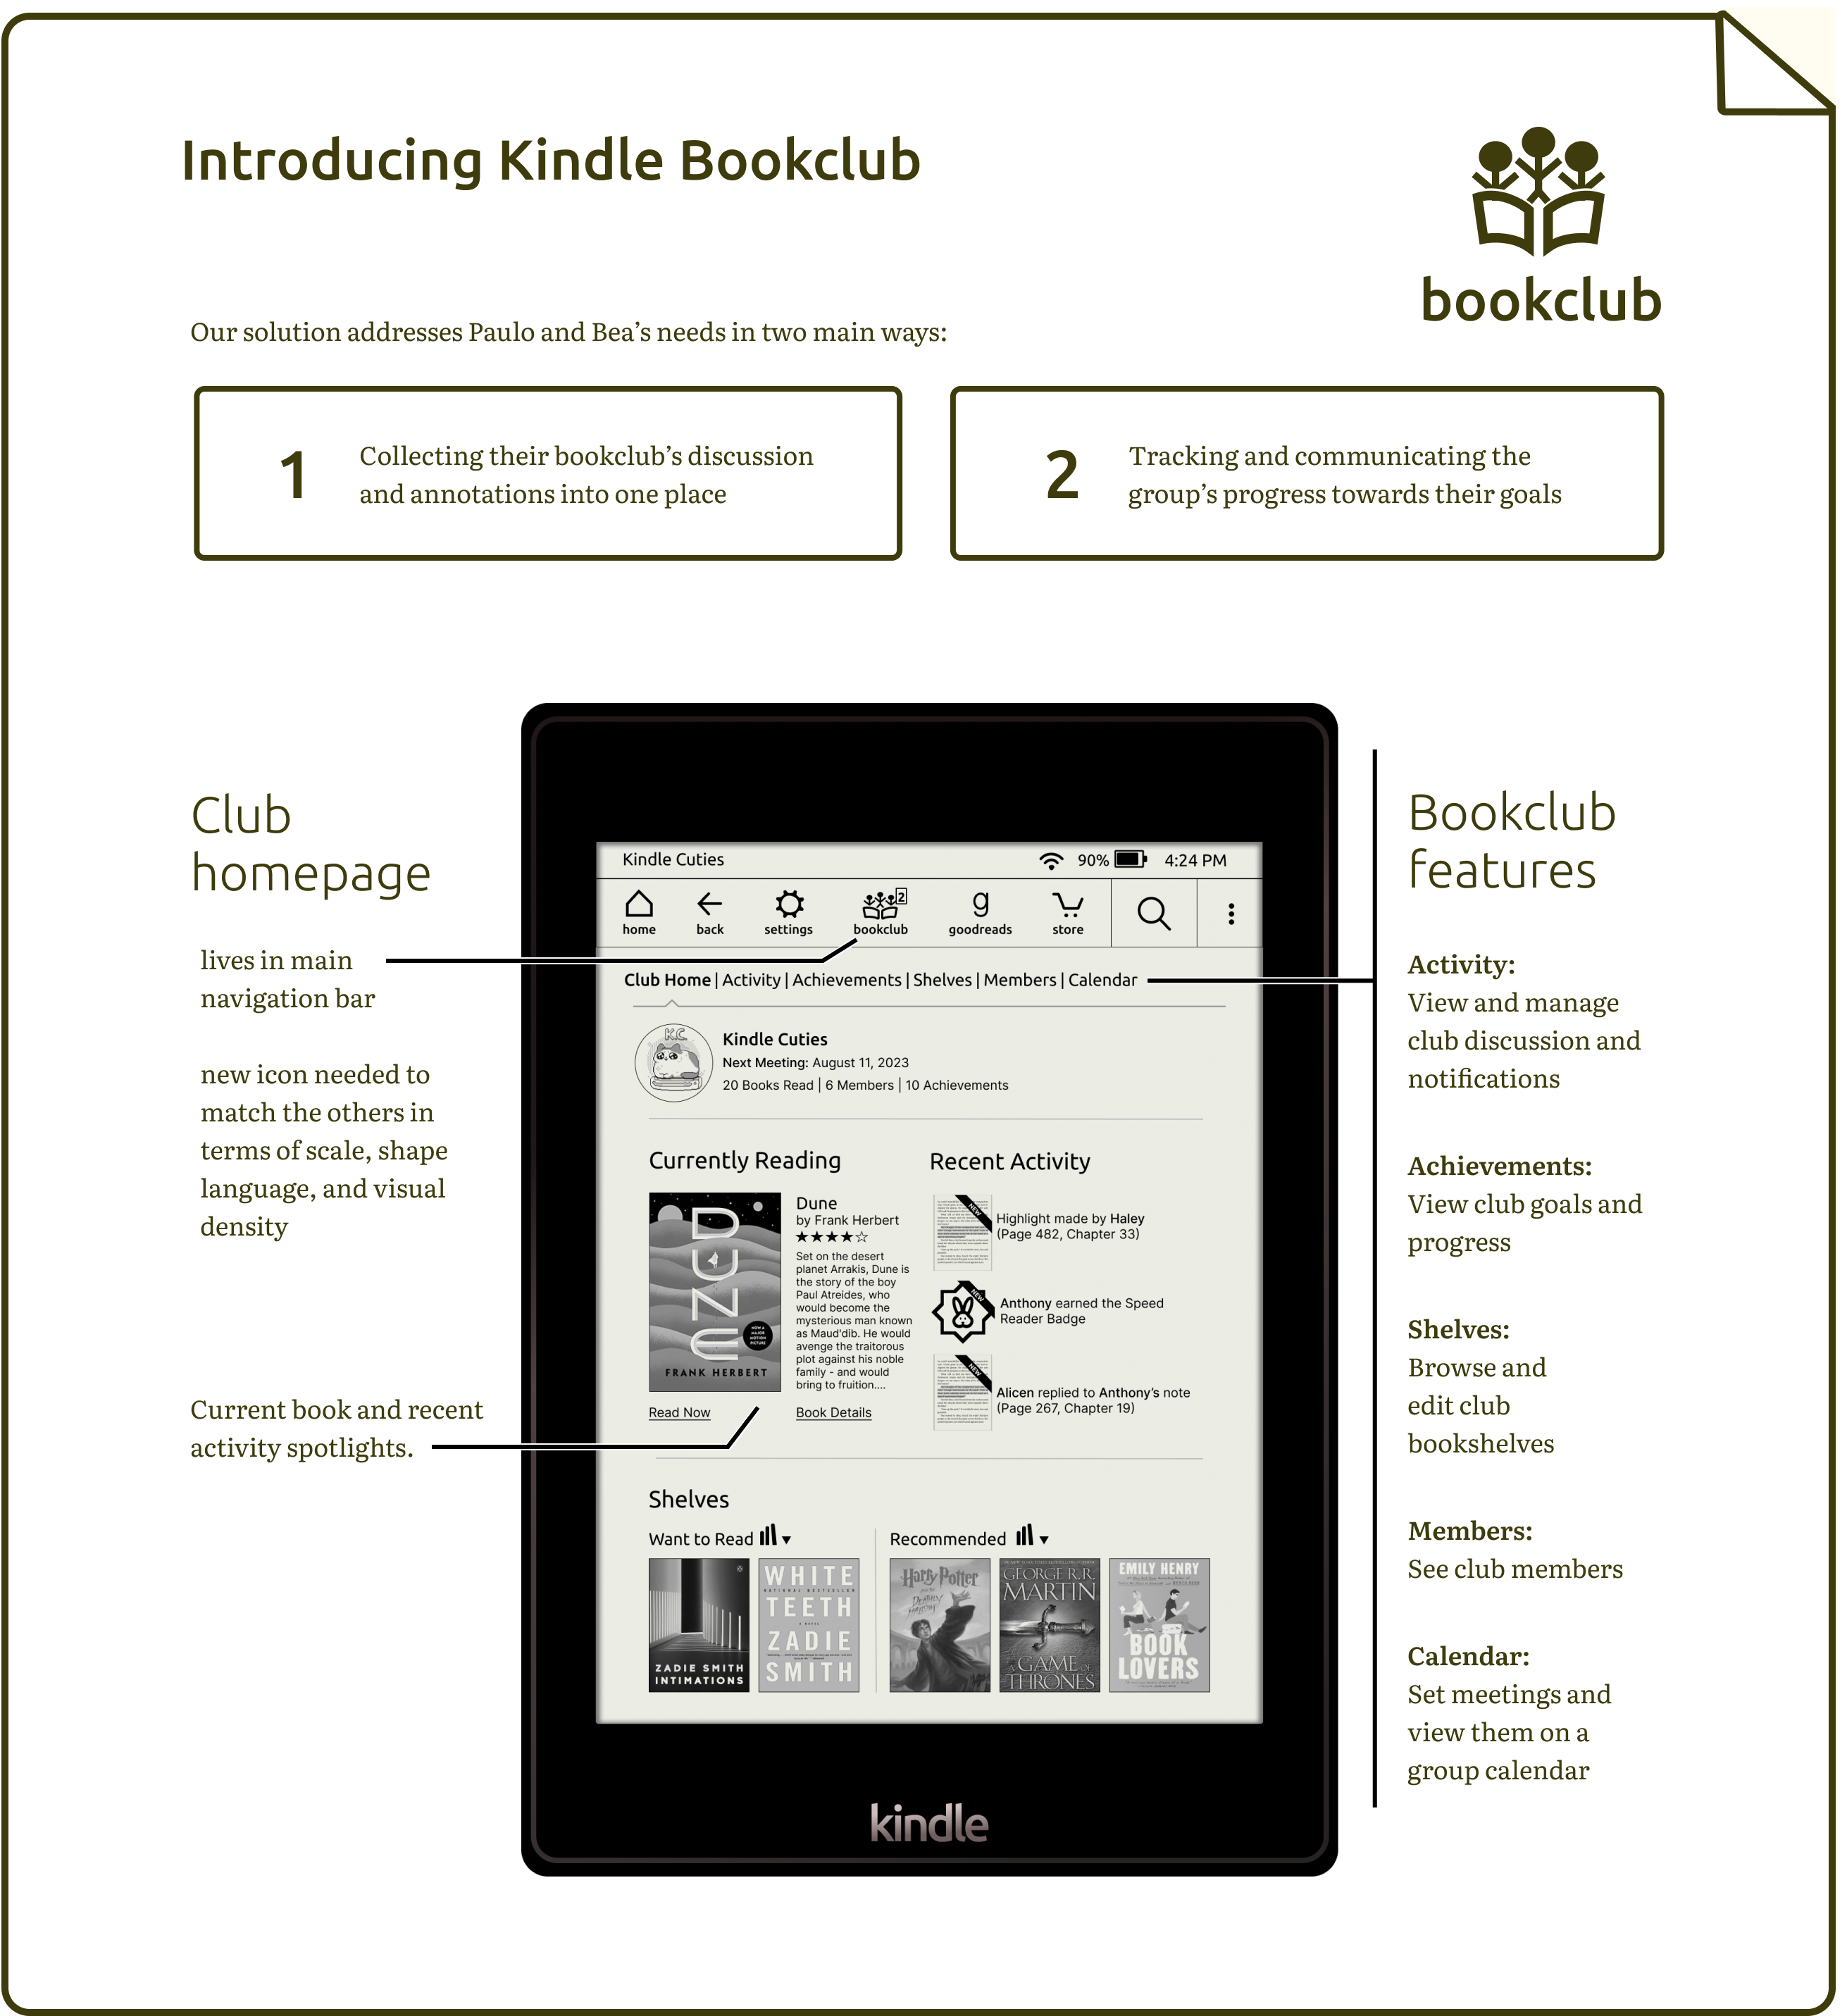 Introducing Kindle Bookclub
bookclub
Our solution addresses Paulo and Bea’s needs in two main ways:
1
Collecting their bookclub’s discussion
and annotations into one place
2
Tracking and communicating the
group’s progress towards their goals
Club
homepage
lives in main
navigation bar
new icon needed to
match the others in
terms of scale, shape
language, and visual
density
Current book and recent
activity spotlights.
Kindle Cuties
90%
4:24 PM
home
back
settings
2
bookclub
g
goodreads
store
Club Home | Activity | Achievements | Shelves | Members | Calendar
K.C.
Kindle Cuties
Next Meeting: August 11, 2023
20 Books Read | 6 Members | 10 Achievements
Currently Reading
DUNE
NOW A
MAJOR
MOTION
PICTURE
FRANK HERBERT
Dune
by Frank Herbert
★★★★☆
Set on the desert
planet Arrakis, Dune is
the story of the boy
Paul Atreides, who
would become the
mysterious man known
as Maud'dib. He would
avenge the traitorous
plot against his noble
family - and would
bring to fruition....
Read Now
Book Details
Recent Activity
NEW
Highlight made by Haley
(Page 482, Chapter 33)
NEW
Anthony earned the Speed
Reader Badge
NEW
Alicen replied to Anthony’s note
(Page 267, Chapter 19)
Shelves
Want to Read
ZADIE SMITH
INTIMATIONS
WHITE
NATIONAL BESTSELLER
TEETH
A NOVEL
ZADIE
SMITH
Recommended
Harry Potter
and the
Deathly
Hallows
GEORGE R.R.
MARTIN
A GAME OF
THRONES
EMILY HENRY
BOOK
LOVERS
kindle
Bookclub
features
Activity:
View and manage
club discussion and
notifications
Achievements:
View club goals and
progress
Shelves:
Browse and
edit club
bookshelves
Members:
See club members
Calendar:
Set meetings and
view them on a
group calendar